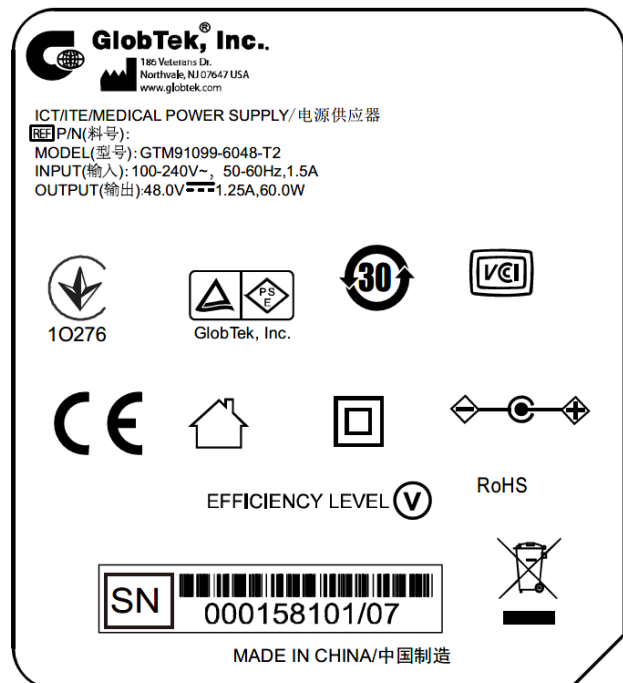 GlobTek®, Inc.
186 Veterans Dr.
Northvale, NJ 07647 USA
www.globtek.com
ICT/ITE/MEDICAL POWER SUPPLY/电源供应器
REF P/N(料号):
MODEL(型号): GTM91099-6048-T2
INPUT(输入): 100-240V~, 50-60Hz,1.5A
OUTPUT(输出):48.0V⎓1.25A,60.0W
30
VCI
10276
PS
E
GlobTek, Inc.
CE
EFFICIENCY LEVEL V
RoHS
SN
000158101/07
MADE IN CHINA/中国制造